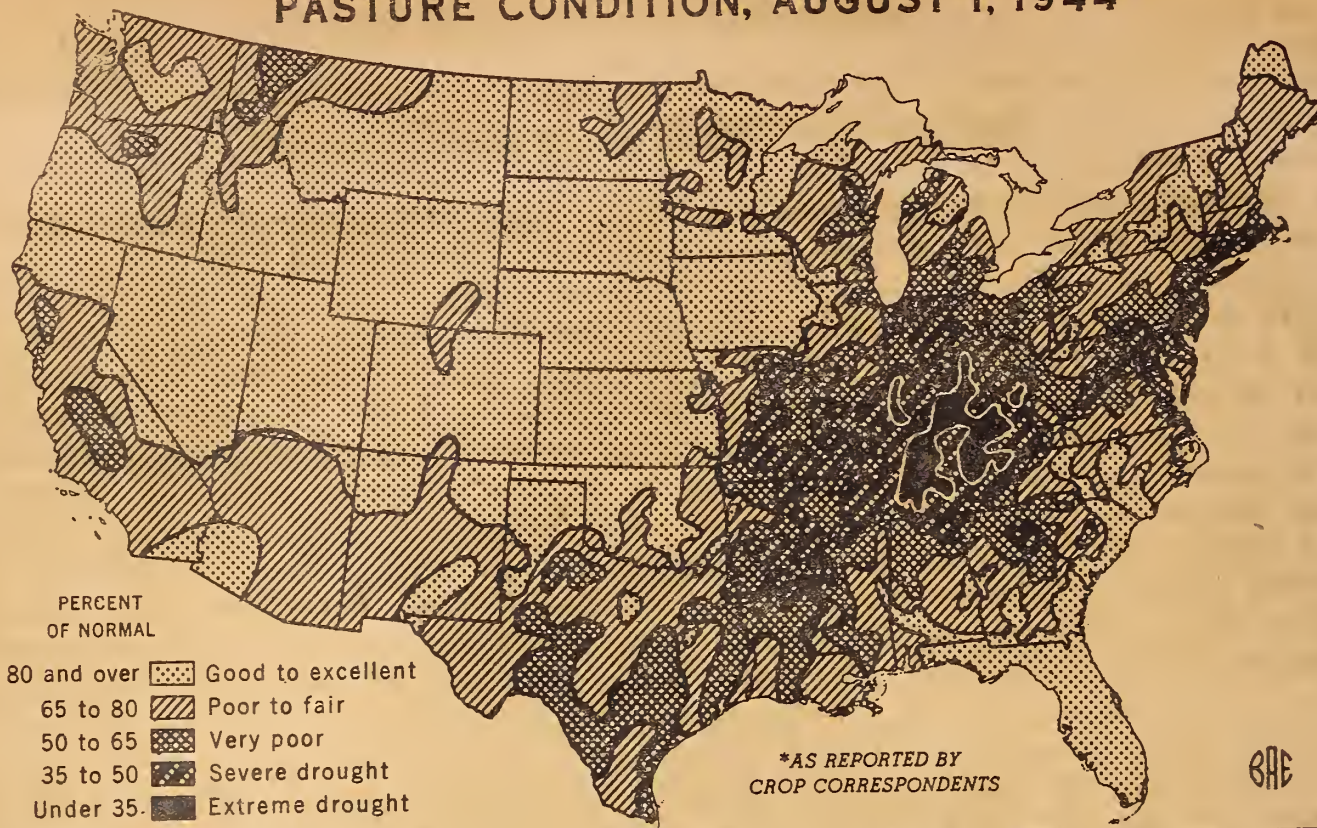 PASTURE CONDITION, AUGUST 1, 1944
PERCENT
OF NORMAL
80 and over Good to excellent
65 to 80 Poor to fair
50 to 65 Very poor
35 to 50 Severe drought
Under 35 Extreme drought
*AS REPORTED BY
CROP CORRESPONDENTS
BAE